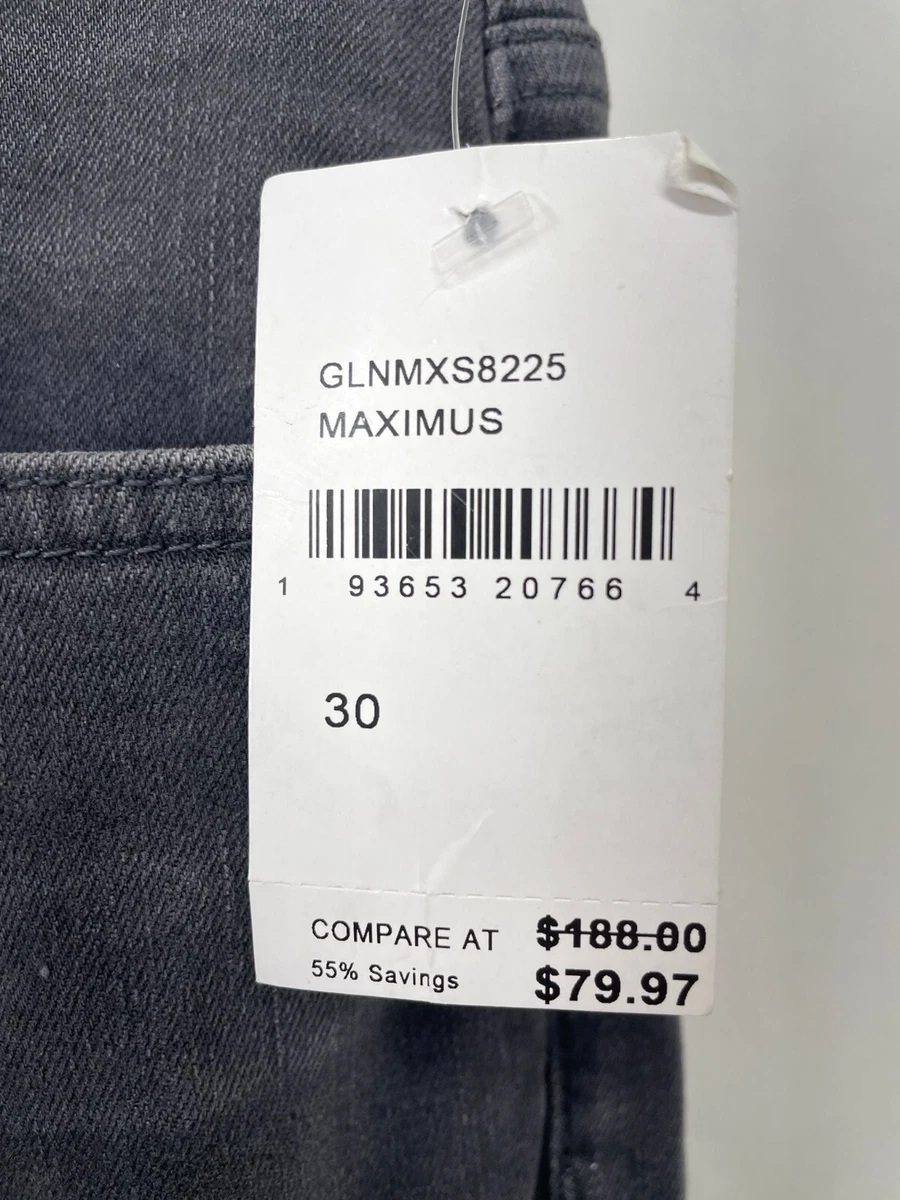 GLNMXS8225
MAXIMUS
1 93653 20766 4
30
COMPARE AT $188.00
55% Savings $79.97